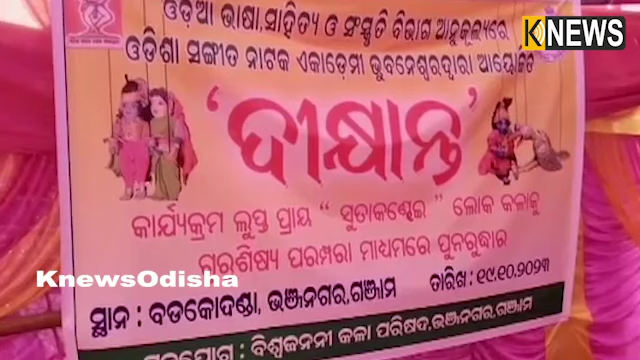 ଓଡ଼ିଆ ଭାଷା,ସାହିତ୍ୟ ଓ ସଂସ୍କୃତି ବିଭାଗ ଆନୁକୂଲ୍ୟରେ
KNEWS
ଓଡିଶା ସଙ୍ଗୀତ ନାଟକ ଏକାଡ଼େମୀ ଭୁବନେଶ୍ୱରଦ୍ୱାରା ଆୟୋଜିତ
‘ଦୀକ୍ଷାନ୍ତ’
କାର୍ଯ୍ୟକ୍ରମ ଲୁପ୍ତ ପ୍ରାୟ “ ସୁତାକଣ୍ଢେଇ ” ଲୋକ କଳାକୁ
ଗୁରୁଶିଷ୍ୟ ପରମ୍ପରା ମାଧ୍ୟମରେ ପୁନରୁଦ୍ଧାର
KnewsOdisha
ସ୍ଥାନ : ବଡକୋଦଣ୍ଡା, ଭଞ୍ଜନଗର,ଗଞ୍ଜାମ ତାରିଖ : ୧୯.୧୦.୨୦୨୩
: ବିଶ୍ୱଜନନୀ କଳା ପରିଷଦ,ଭଞ୍ଜନଗର,ଗଞ୍ଜାମ